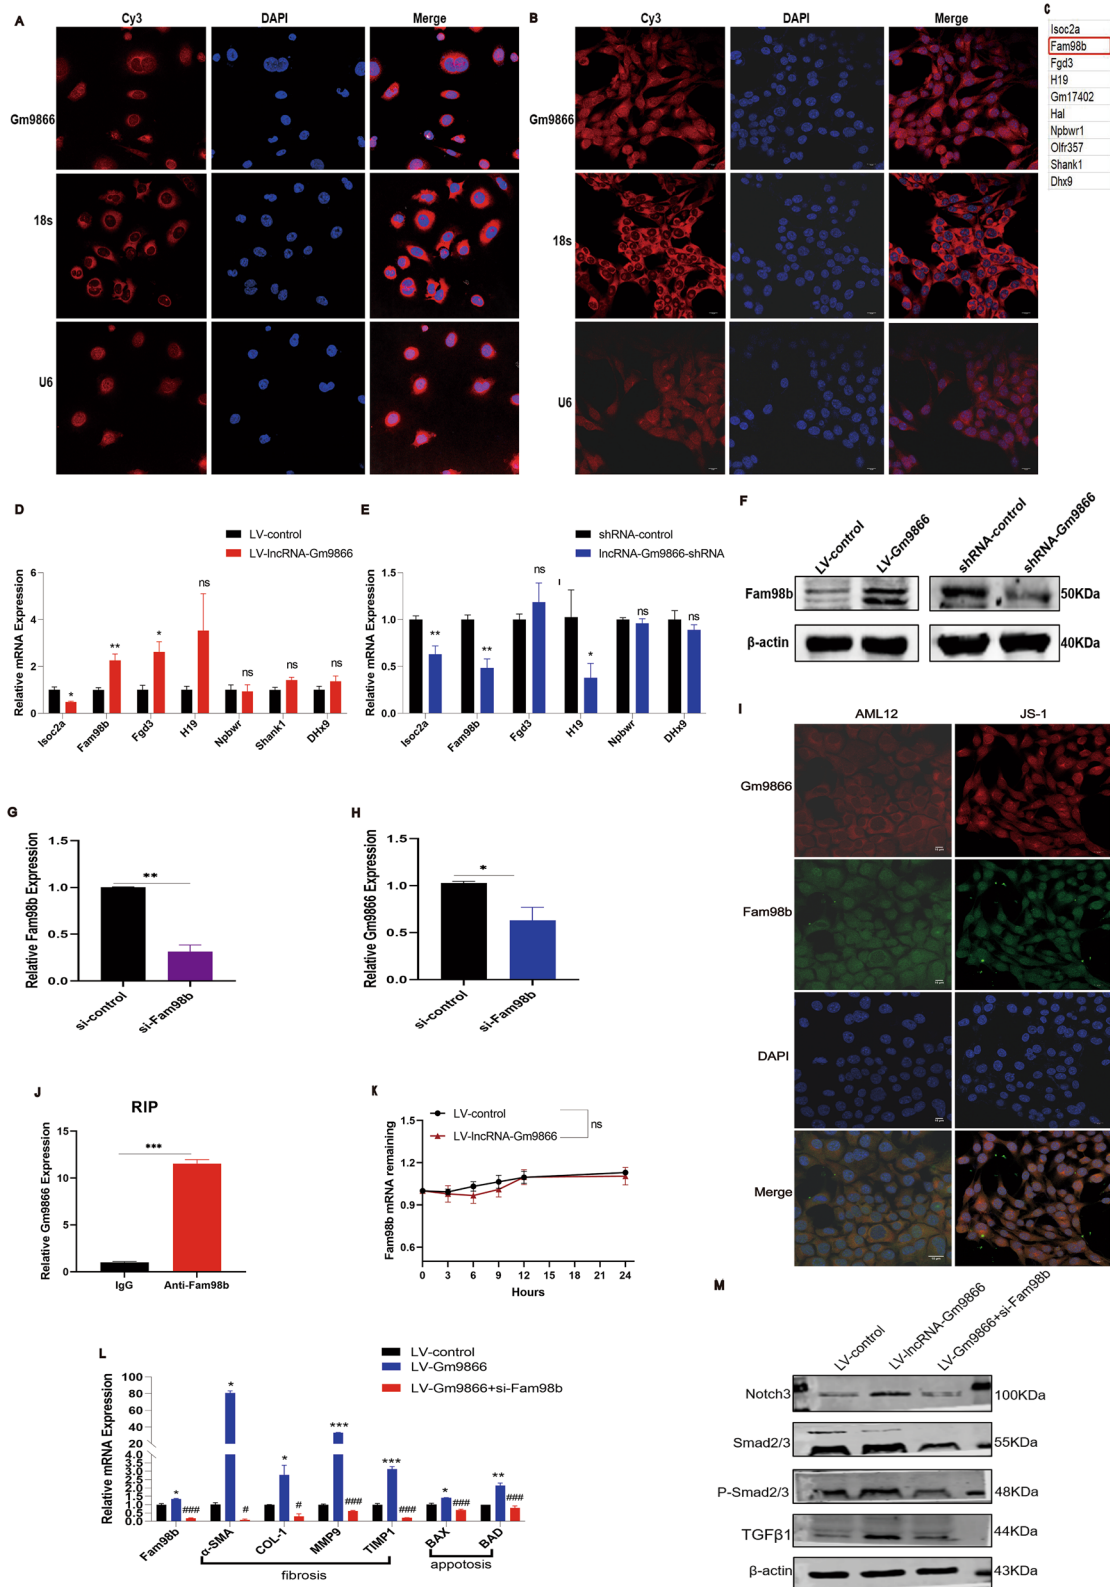 A
Cy3
DAPI
Merge
Gm9866
18s
U6
B
Cy3
DAPI
Merge
Gm9866
18s
U6
C
Isoc2a
Fam98b
Fgd3
H19
Gm17402
Hal
Npbwr1
Olfr357
Shank1
Dhx9
D
LV-control
LV-lncRNA-Gm9866
Relative mRNA Expression
6
4
2
0
*
**
*
ns
ns
ns
ns
Isoc2a
Fam98b
Fgd3
H19
Npbwr
Shank1
DHx9
E
shRNA-control
lncRNA-Gm9866-shRNA
Relative mRNA Expression
2.0
1.5
1.0
0.5
0.0
**
**
ns
*
ns
ns
Isoc2a
Fam98b
Fgd3
H19
Npbwr
DHx9
F
LV-control
LV-Gm9866
shRNA-control
shRNA-Gm9866
Fam98b
50KDa
β-actin
40KDa
G
Relative Fam98b Expression
1.5
1.0
0.5
0.0
**
si-control
si-Fam98b
H
Relative Gm9866 Expression
1.5
1.0
0.5
0.0
*
si-control
si-Fam98b
I
AML12
JS-1
Gm9866
Fam98b
DAPI
Merge
J
RIP
Relative Gm9866 Expression
15
10
5
0
***
IgG
Anti-Fam98b
K
LV-control
LV-lncRNA-Gm9866
ns
Fam98b mRNA remaining
1.5
1.2
0.9
0.6
0 3 6 9 12 15 18 21 24
Hours
L
LV-control
LV-Gm9866
LV-Gm9866+si-Fam98b
Relative mRNA Expression
100
80
60
40
20
4.0
3.5
3.0
2.5
2.0
1.5
1.0
0.5
0.0
* ###
* #
* #
*** ###
*** ###
* ###
** ###
Fam98b
α-SMA
COL-1
MMP9
TIMP1
BAX
BAD
fibrosis
appotosis
M
LV-control
LV-lncRNA-Gm9866
LV-Gm9866+si-Fam98b
Notch3
100KDa
Smad2/3
55KDa
P-Smad2/3
48KDa
TGFβ1
44KDa
β-actin
43KDa